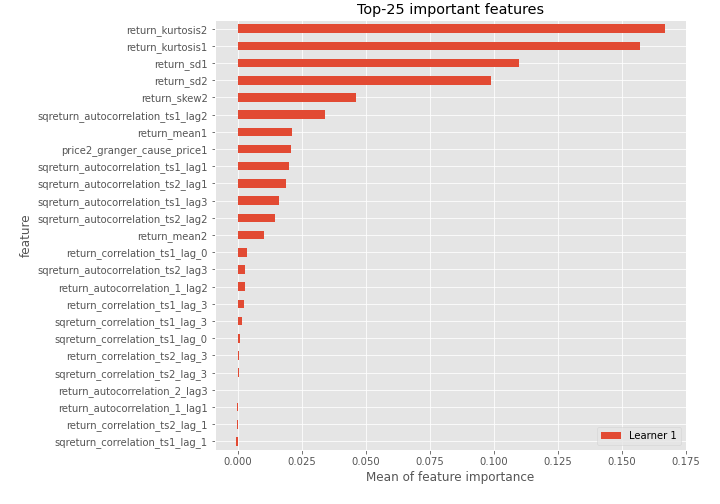 Top-25 important features
return_kurtosis2
return_kurtosis1
return_sd1
return_sd2
return_skew2
sqreturn_autocorrelation_ts1_lag2
return_mean1
price2_granger_cause_price1
sqreturn_autocorrelation_ts1_lag1
sqreturn_autocorrelation_ts2_lag1
sqreturn_autocorrelation_ts1_lag3
sqreturn_autocorrelation_ts2_lag2
return_mean2
return_correlation_ts1_lag_0
sqreturn_autocorrelation_ts2_lag3
return_autocorrelation_1_lag2
return_correlation_ts1_lag_3
sqreturn_correlation_ts1_lag_3
sqreturn_correlation_ts1_lag_0
return_correlation_ts2_lag_3
sqreturn_correlation_ts2_lag_3
return_autocorrelation_2_lag3
return_autocorrelation_1_lag1
return_correlation_ts2_lag_1
sqreturn_correlation_ts1_lag_1
feature
Learner 1
0.000 0.025 0.050 0.075 0.100 0.125 0.150 0.175
Mean of feature importance